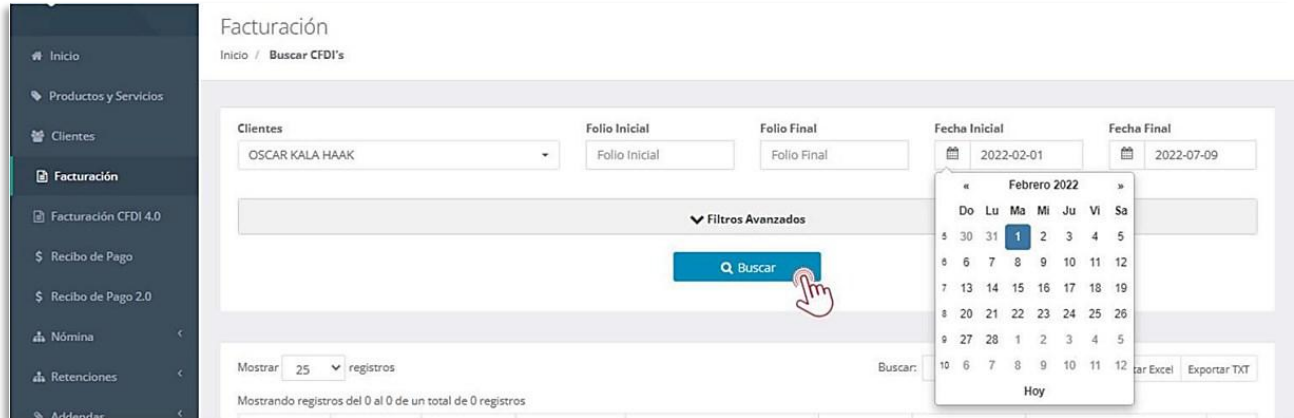 Facturación
Inicio / Buscar CFDI's
Inicio
Productos y Servicios
Clientes
Facturación
Facturación CFDI 4.0
$ Recibo de Pago
$ Recibo de Pago 2.0
Nómina
Retenciones
Addendas
Clientes
OSCAR KALA HAAK
Folio Inicial
Folio Inicial
Folio Final
Folio Final
Fecha Inicial
2022-02-01
Fecha Final
2022-07-09
Filtros Avanzados
Buscar
« Febrero 2022 »
Do Lu Ma Mi Ju Vi Sa
5 30 31 1 2 3 4 5
6 6 7 8 9 10 11 12
7 13 14 15 16 17 18 19
8 20 21 22 23 24 25 26
9 27 28 1 2 3 4 5
10 6 7 8 9 10 11 12
Hoy
Mostrar 25 registros
Buscar:
Excel
Exportar TXT
Mostrando registros del 0 al 0 de un total de 0 registros